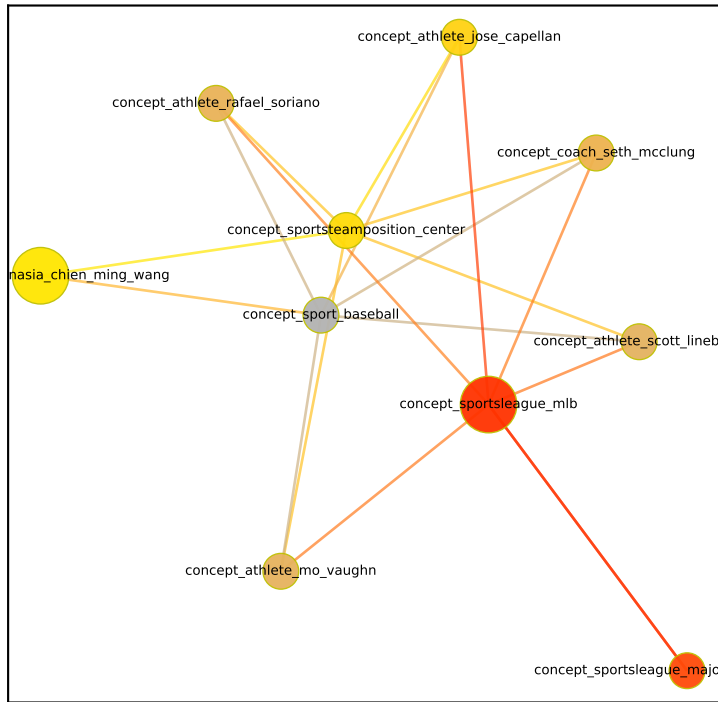 concept_athlete_jose_capellan
concept_athlete_rafael_soriano
concept_coach_seth_mcclung
concept_sportsteamposition_center
nasia_chien_ming_wang
concept_sport_baseball
concept_athlete_scott_lineb
concept_sportsleague_mlb
concept_athlete_mo_vaughn
concept_sportsleague_majo